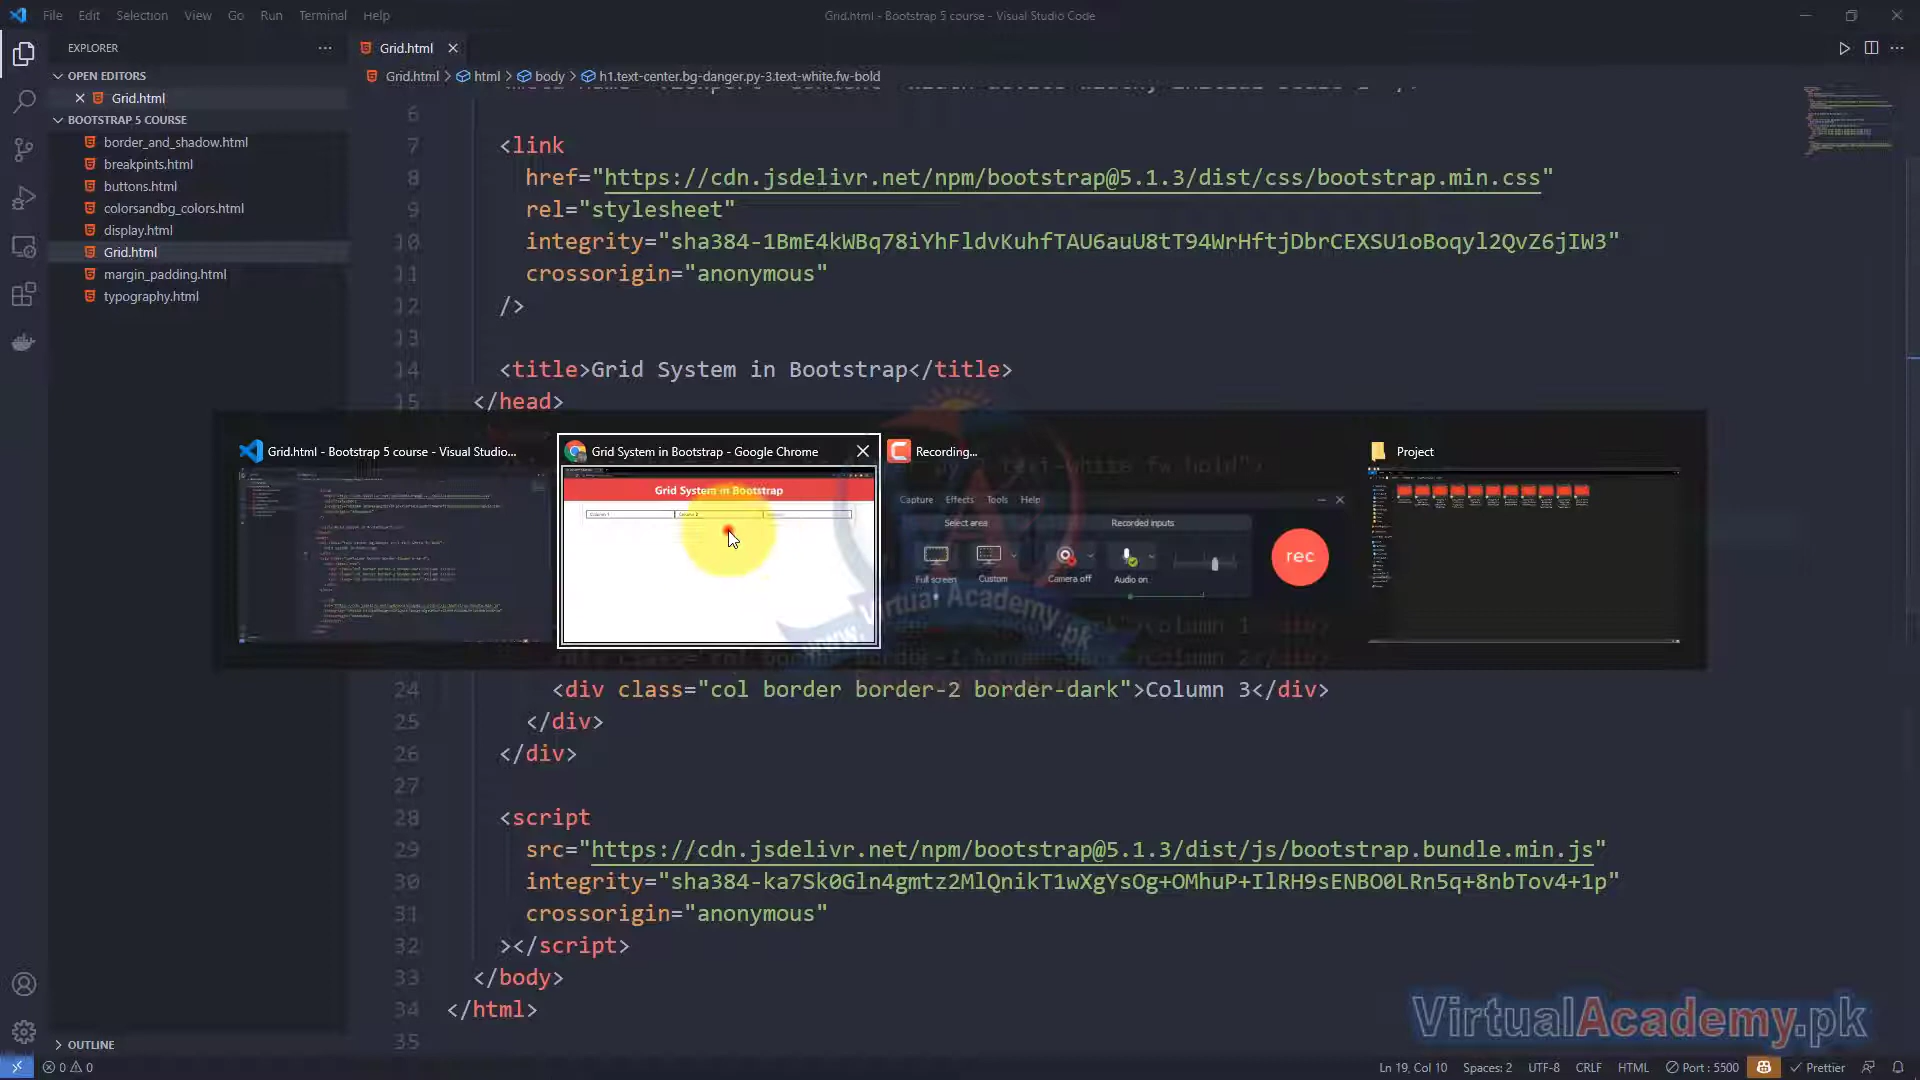 File Edit Selection View Go Run Terminal Help
Grid.html - Bootstrap 5 course - Visual Studio Code
EXPLORER
Grid.html
OPEN EDITORS
Grid.html
BOOTSTRAP 5 COURSE
border_and_shadow.html
breakpints.html
buttons.html
colorsandbg_colors.html
display.html
Grid.html
margin_padding.html
typography.html
OUTLINE
Grid.html > html > body > h1.text-center.bg-danger.py-3.text-white.fw-bold
6
7 <link
8 href="https://cdn.jsdelivr.net/npm/bootstrap@5.1.3/dist/css/bootstrap.min.css"
9 rel="stylesheet"
10 integrity="sha384-1BmE4kWBq78iYhFldvKuhfTAU6auU8tT94WrHftjDbrCEXSU1oBoqyl2QvZ6jIW3"
11 crossorigin="anonymous"
12 />
13
14 <title>Grid System in Bootstrap</title>
15 </head>
Grid.html - Bootstrap 5 course - Visual Studio...
Grid System in Bootstrap - Google Chrome
Recording...
Project
Grid System in Bootstrap
Capture Effects Tools Help
Select area Recorded inputs
Full screen Custom Camera off Audio on
rec
www.VirtualAcademy.pk
24 <div class="col border border-2 border-dark">Column 3</div>
25 </div>
26 </div>
27
28 <script
29 src="https://cdn.jsdelivr.net/npm/bootstrap@5.1.3/dist/js/bootstrap.bundle.min.js"
30 integrity="sha384-ka7Sk0Gln4gmtz2MlQnikT1wXgYsOg+OMhuP+IlRH9sENBO0LRn5q+8nbTov4+1p"
31 crossorigin="anonymous"
32 ></script>
33 </body>
34 </html>
35
VirtualAcademy.pk
0 0
Ln 19, Col 10 Spaces: 2 UTF-8 CRLF HTML Port : 5500 Prettier